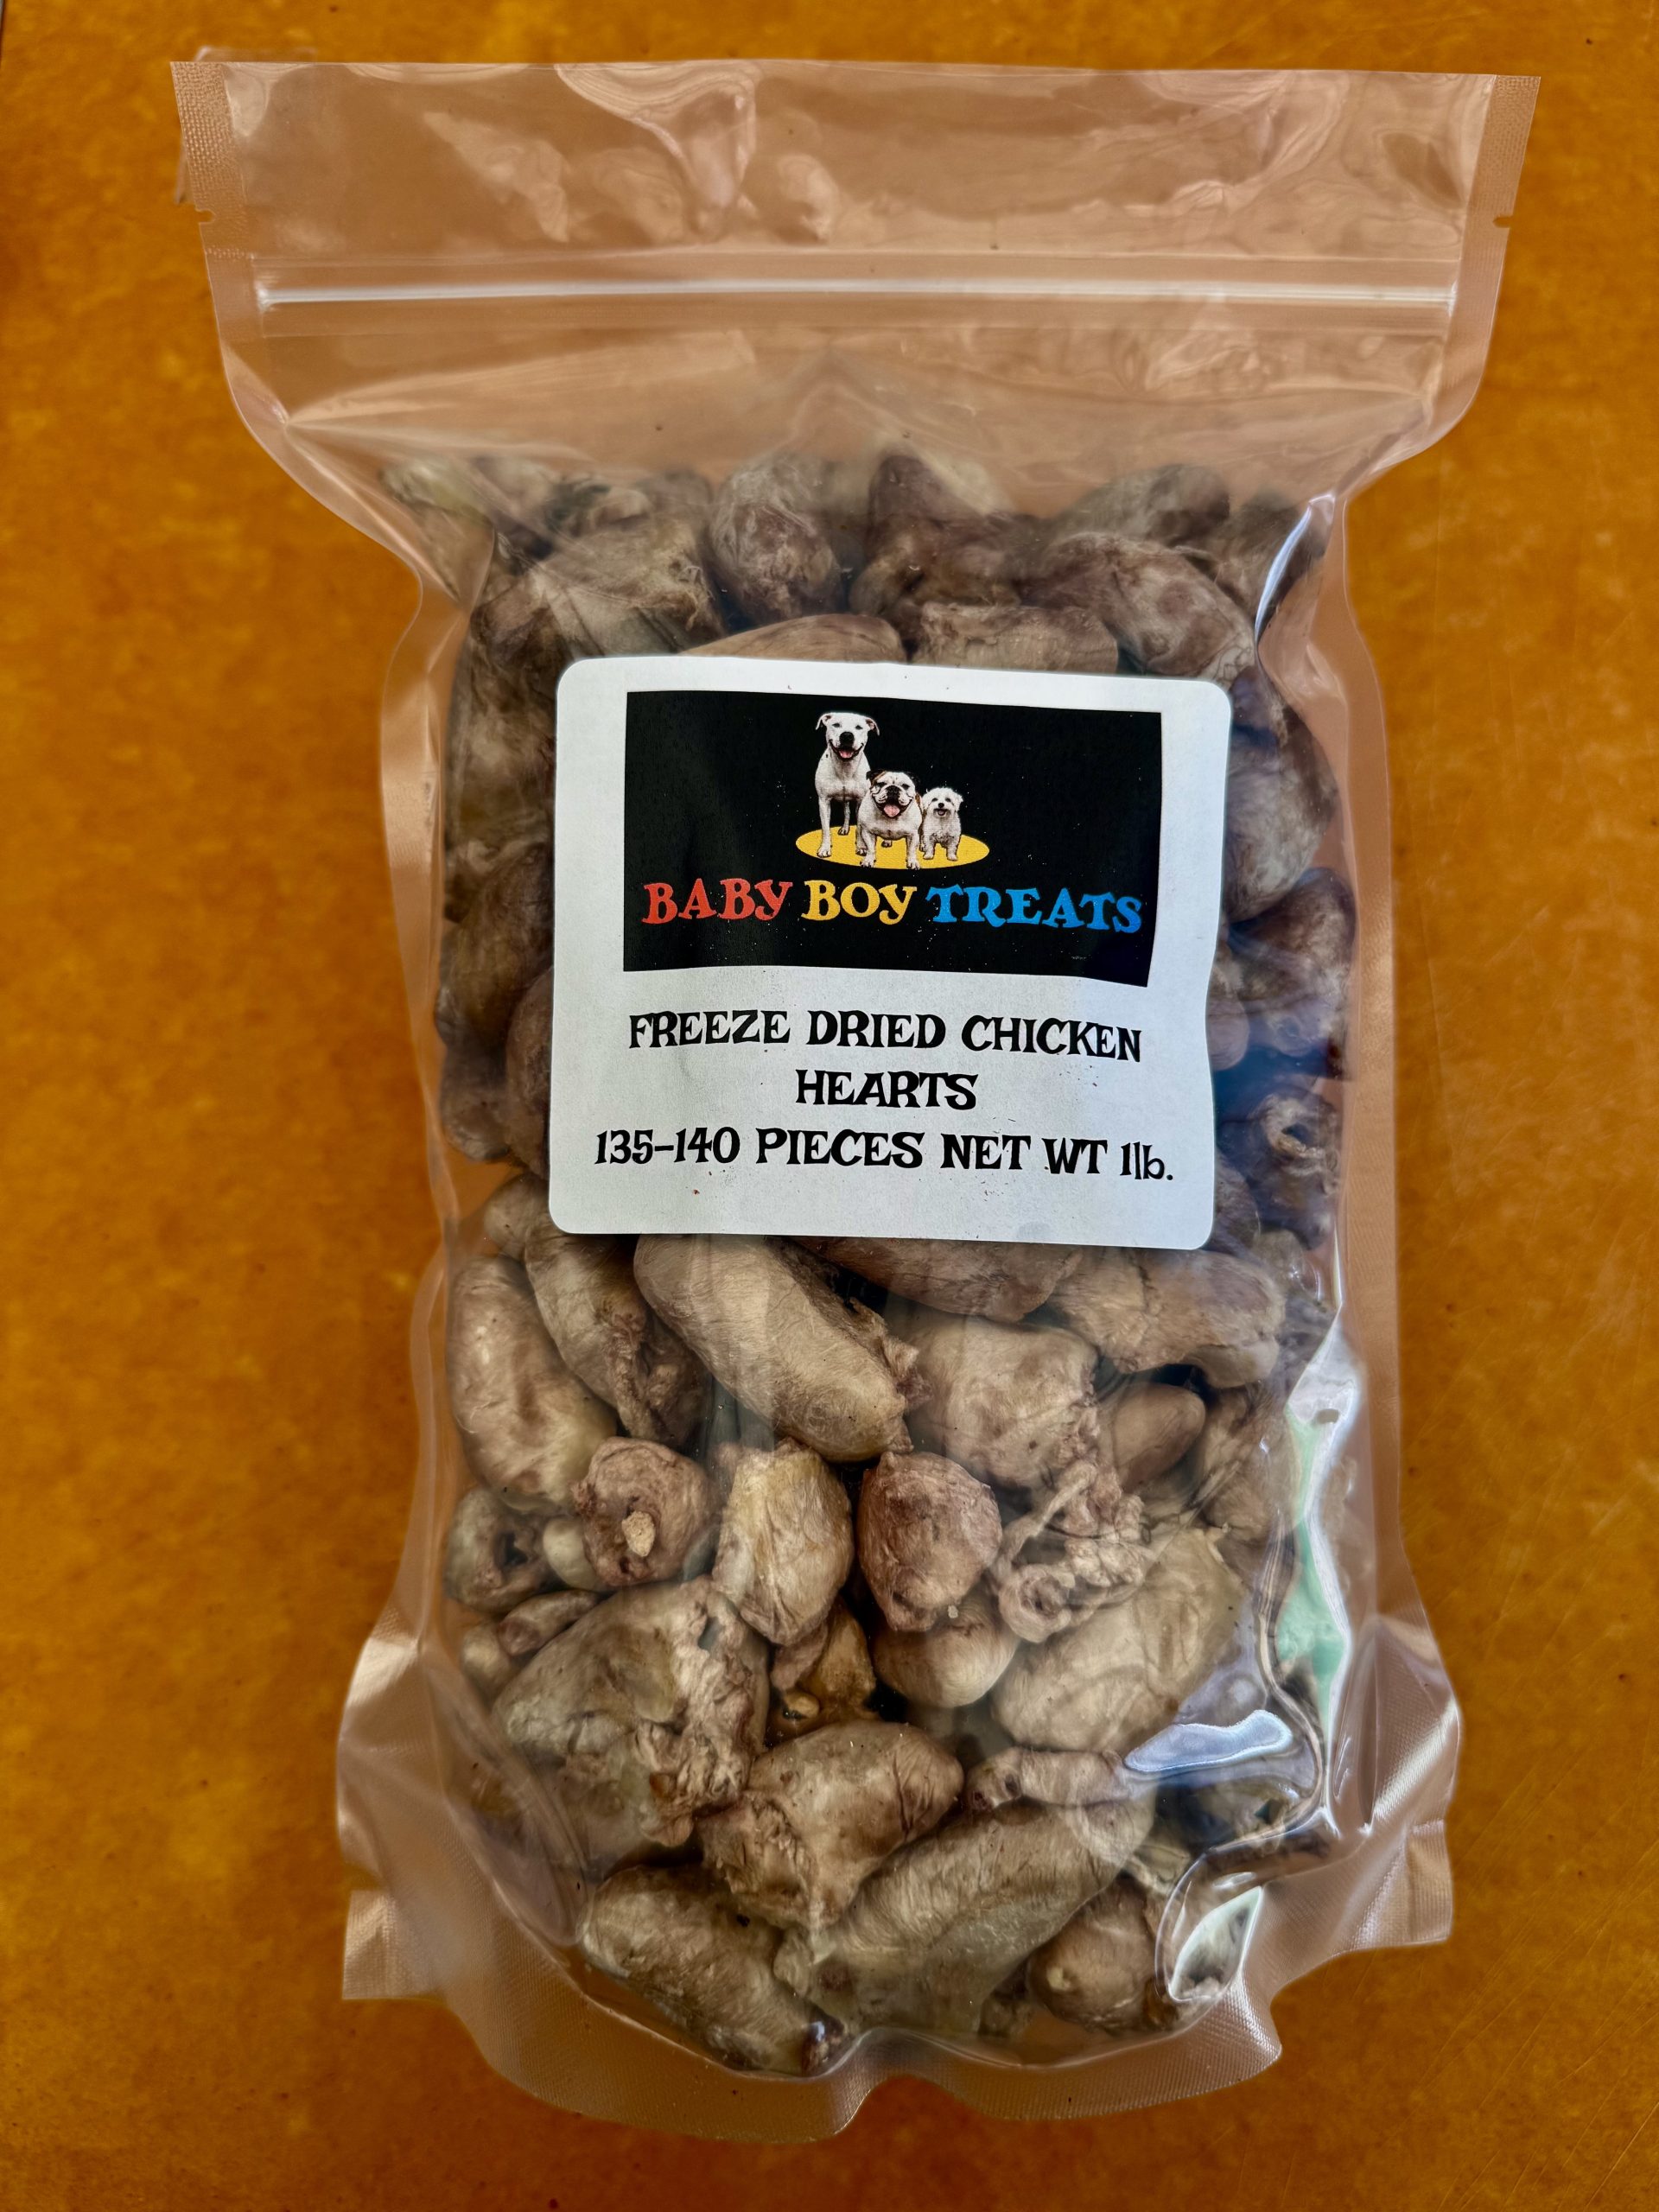 BABY BOY TREATS
FREEZE DRIED CHICKEN
HEARTS
135-140 PIECES NET WT 1lb.